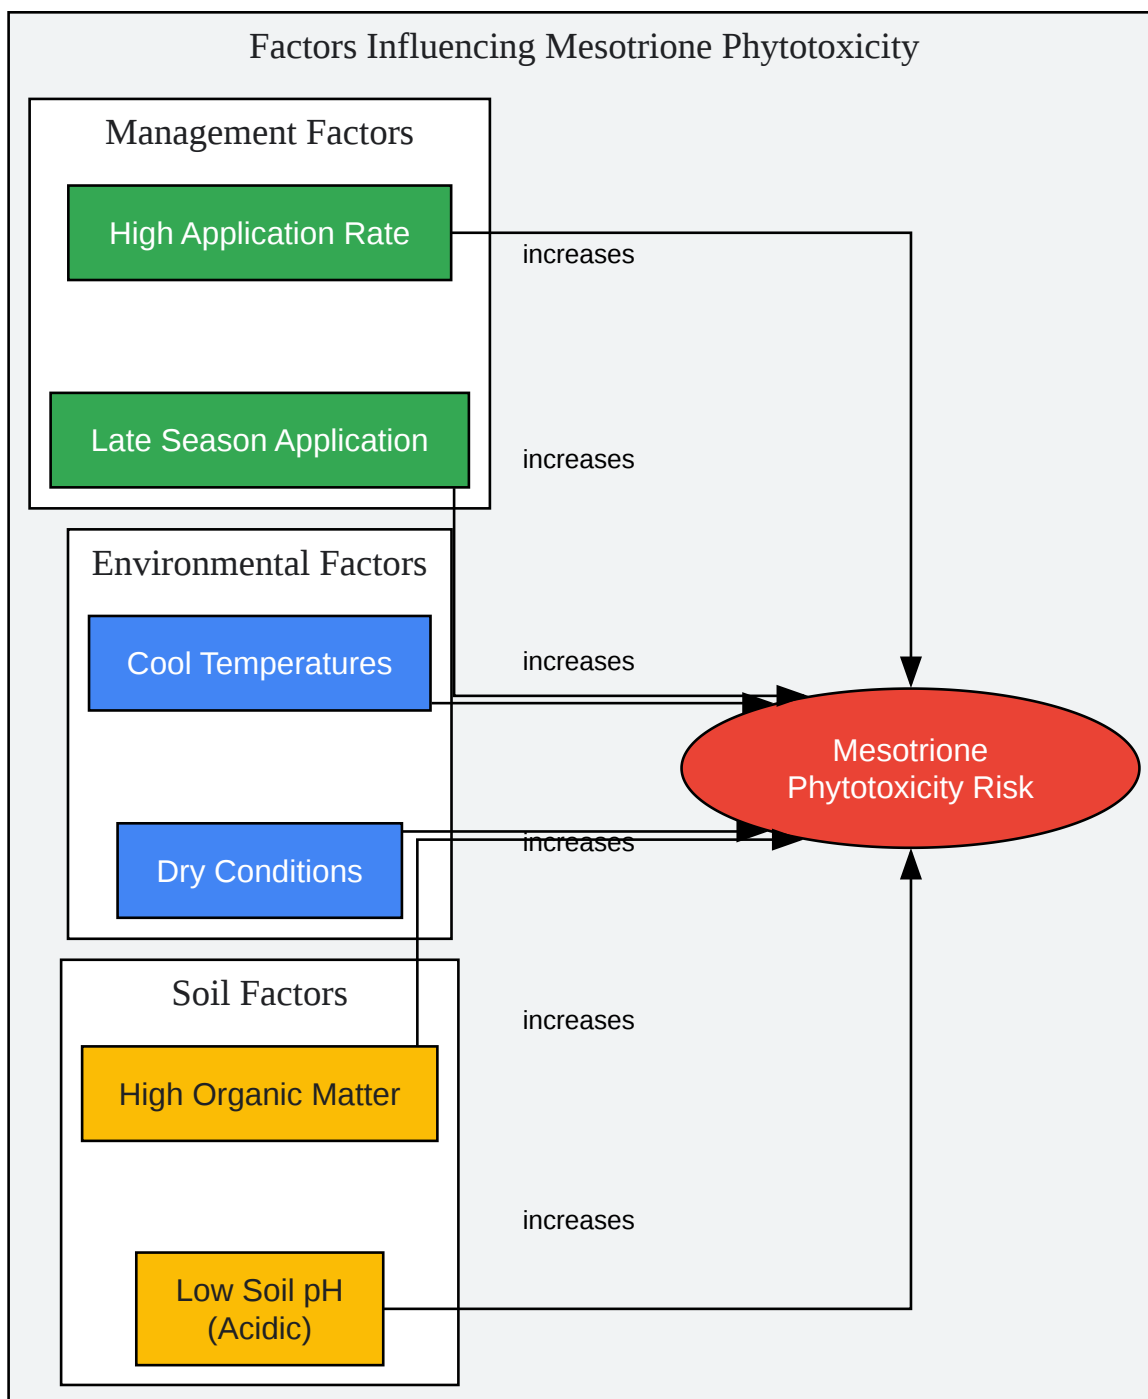 Factors Influencing Mesotrione Phytotoxicity
Management Factors
High Application Rate
increases
Late Season Application
increases
Environmental Factors
Cool Temperatures
increases
Mesotrione
Phytotoxicity Risk
Dry Conditions
increases
Soil Factors
High Organic Matter
increases
Low Soil pH
(Acidic)
increases